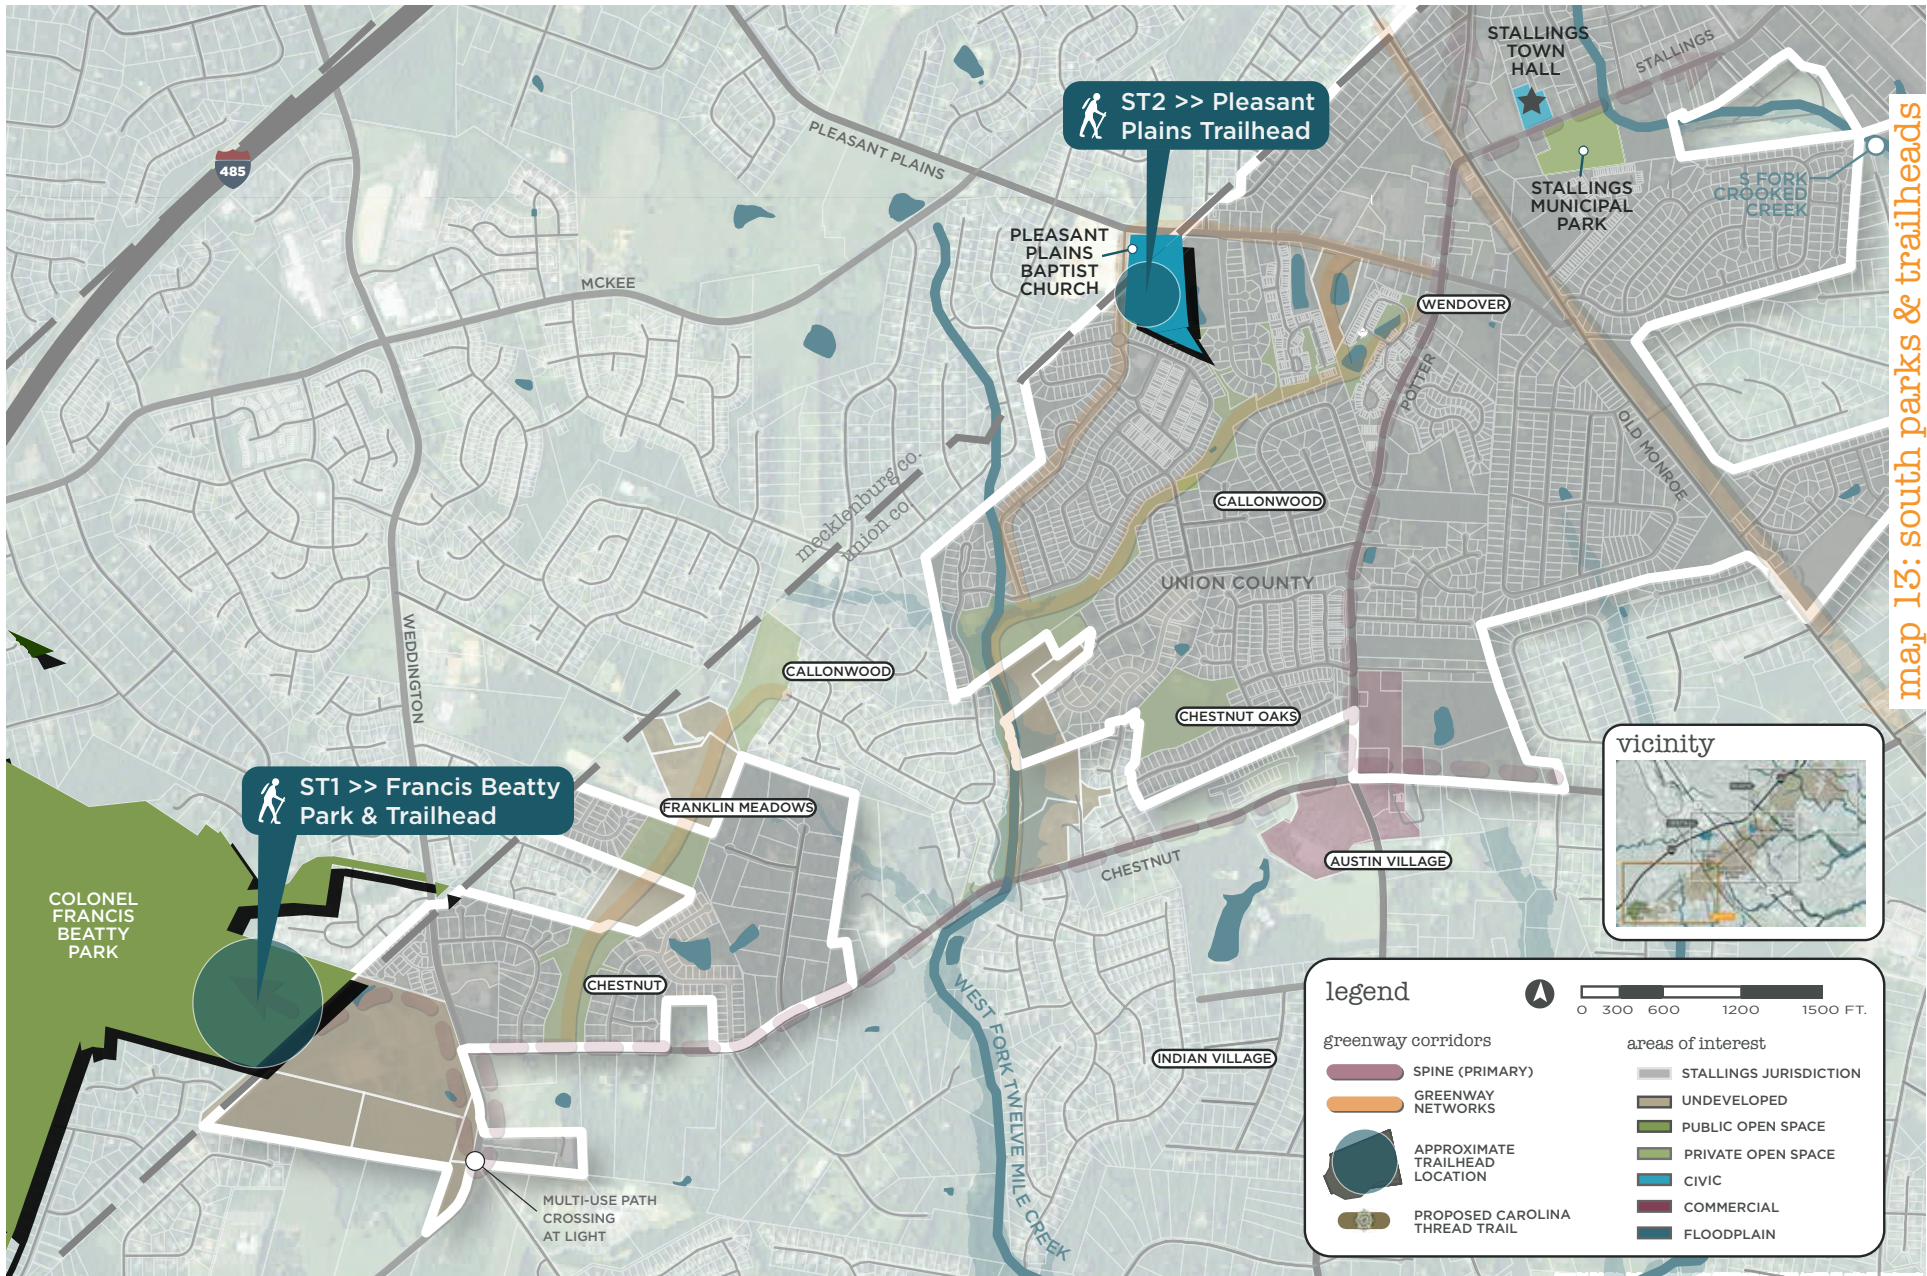 map 13: south parks & trailheads
STALLINGS
TOWN
HALL
STALLINGS
STALLINGS
MUNICIPAL
PARK
S FORK
CROOKED
CREEK
ST2 >> Pleasant
Plains Trailhead
PLEASANT PLAINS
485
PLEASANT
PLAINS
BAPTIST
CHURCH
MCKEE
WENDOVER
POTTER
OLD MONROE
mecklenburg co.
union co.
CALLONWOOD
UNION COUNTY
WEDDINGTON
CALLONWOOD
CHESTNUT OAKS
ST1 >> Francis Beatty
Park & Trailhead
FRANKLIN MEADOWS
CHESTNUT
AUSTIN VILLAGE
COLONEL
FRANCIS
BEATTY
PARK
CHESTNUT
WEST FORK TWELVE MILE CREEK
INDIAN VILLAGE
MULTI-USE PATH
CROSSING
AT LIGHT
vicinity
legend
0 300 600 1200 1500 FT.
greenway corridors
SPINE (PRIMARY)
GREENWAY
NETWORKS
APPROXIMATE
TRAILHEAD
LOCATION
PROPOSED CAROLINA
THREAD TRAIL
areas of interest
STALLINGS JURISDICTION
UNDEVELOPED
PUBLIC OPEN SPACE
PRIVATE OPEN SPACE
CIVIC
COMMERCIAL
FLOODPLAIN